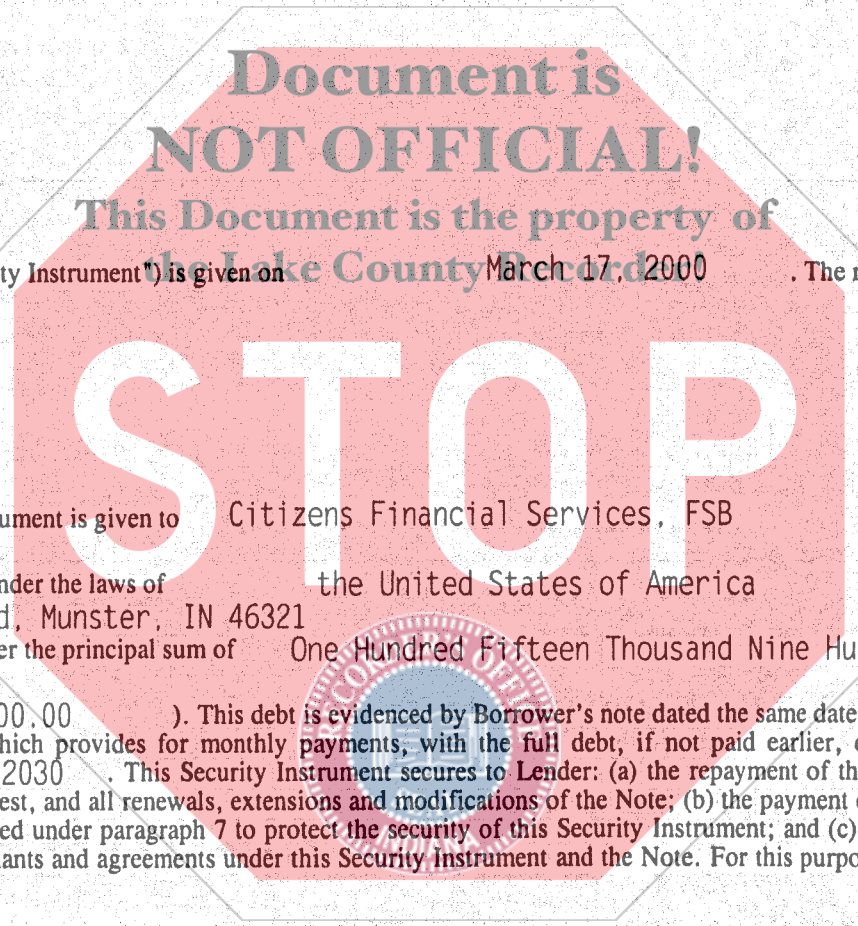 Document is
NOT OFFICIAL!
This Document is the property of
the Lake County Recorder
ty Instrument") is given on March 17, 2000 . The
STOP
ument is given to Citizens Financial Services, FSB
nder the laws of the United States of America
d, Munster, IN 46321
er the principal sum of One Hundred Fifteen Thousand Nine Hu
00.00 ). This debt is evidenced by Borrower's note dated the same date
hich provides for monthly payments, with the full debt, if not paid earlier,
2030 . This Security Instrument secures to Lender: (a) the repayment of th
est, and all renewals, extensions and modifications of the Note; (b) the payment
ed under paragraph 7 to protect the security of this Security Instrument; and (c)
ants and agreements under this Security Instrument and the Note. For this purpo
RECORDER'S OFFICE
INDIANA